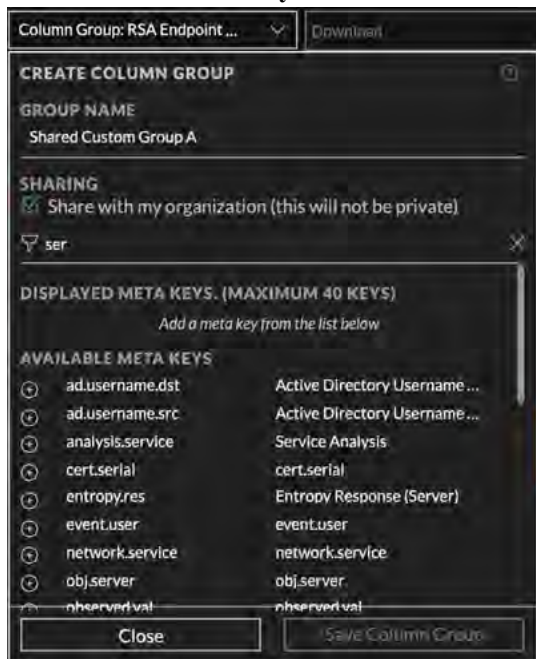 Column Group: RSA Endpoint ...
Download
CREATE COLUMN GROUP
GROUP NAME
Shared Custom Group A
SHARING
Share with my organization (this will not be private)
ser
DISPLAYED META KEYS. (MAXIMUM 40 KEYS)
Add a meta key from the list below
AVAILABLE META KEYS
ad.username.dst Active Directory Username ...
ad.username.src Active Directory Username ...
analysis.service Service Analysis
cert.serial cert.serial
entropy.res Entropy Response (Server)
event.user event.user
network.service network.service
obj.server obj.server
observed.val observed.val
Close
Save Column Group